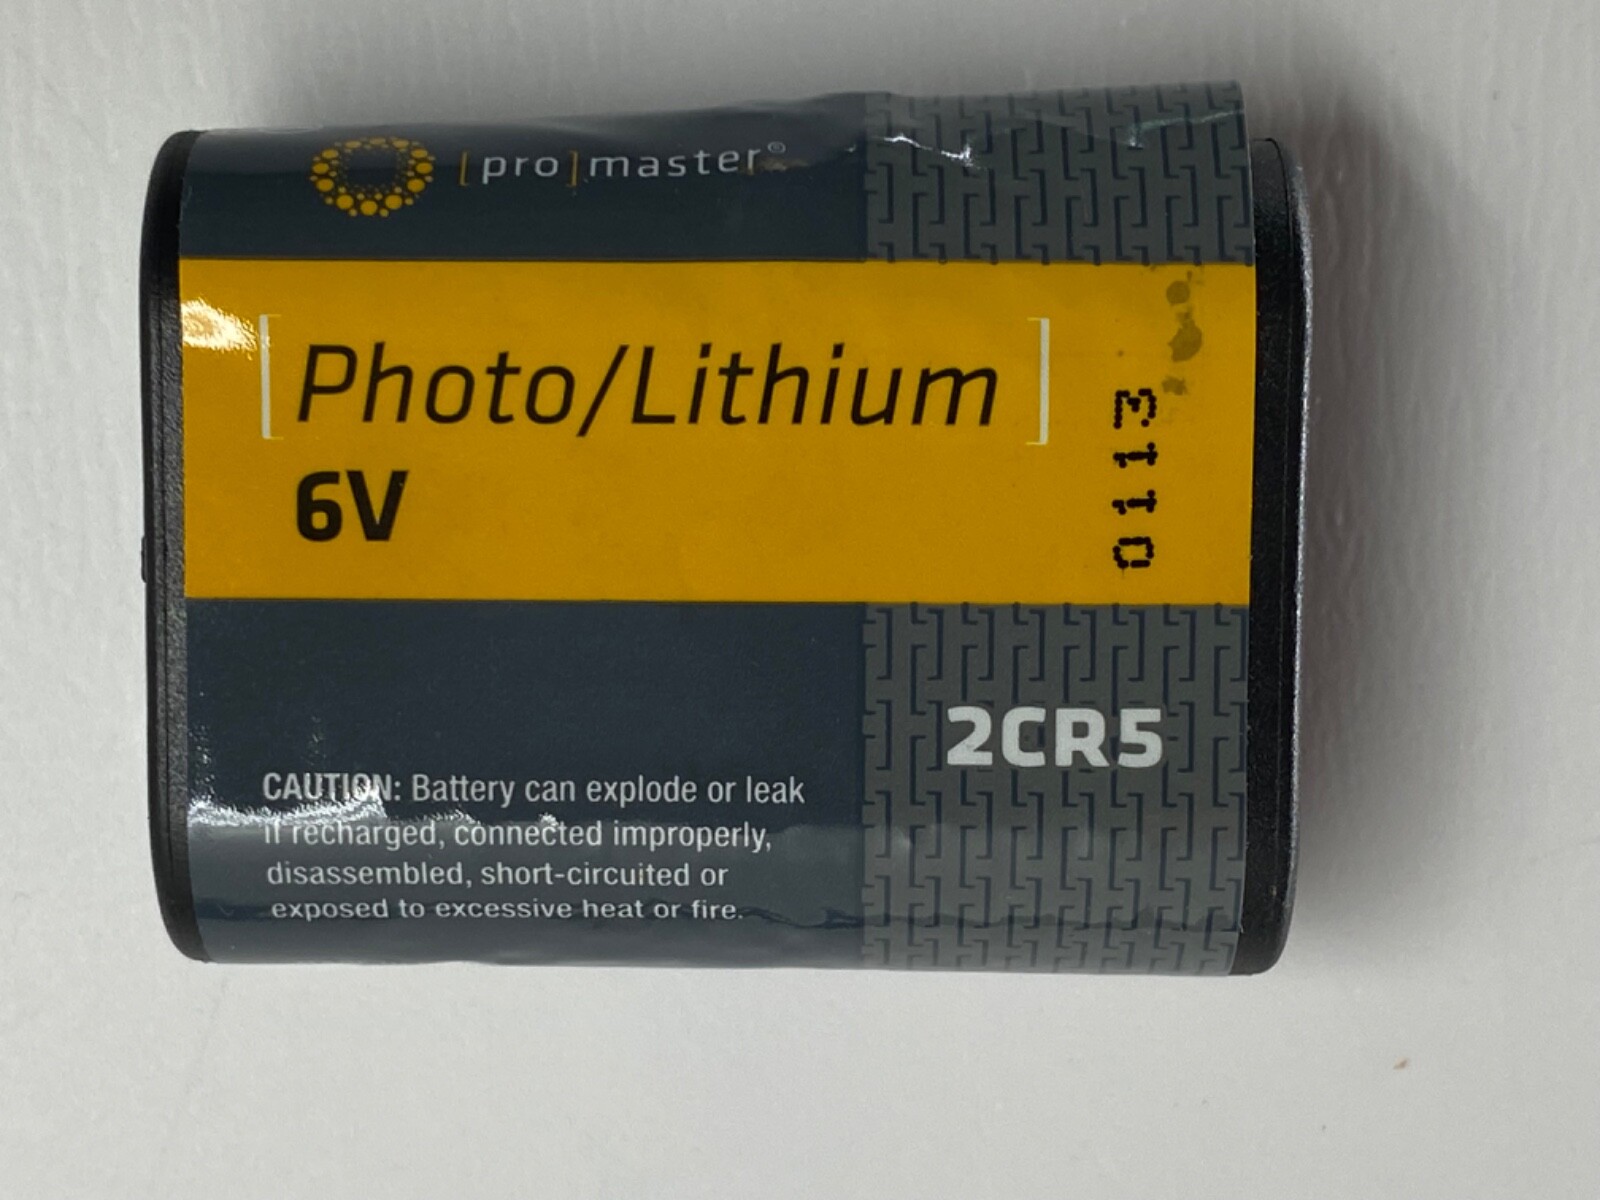 [pro]master®
[Photo/Lithium]
6V
0113
2CR5
CAUTION: Battery can explode or leak
if recharged, connected improperly,
disassembled, short-circuited or
exposed to excessive heat or fire.